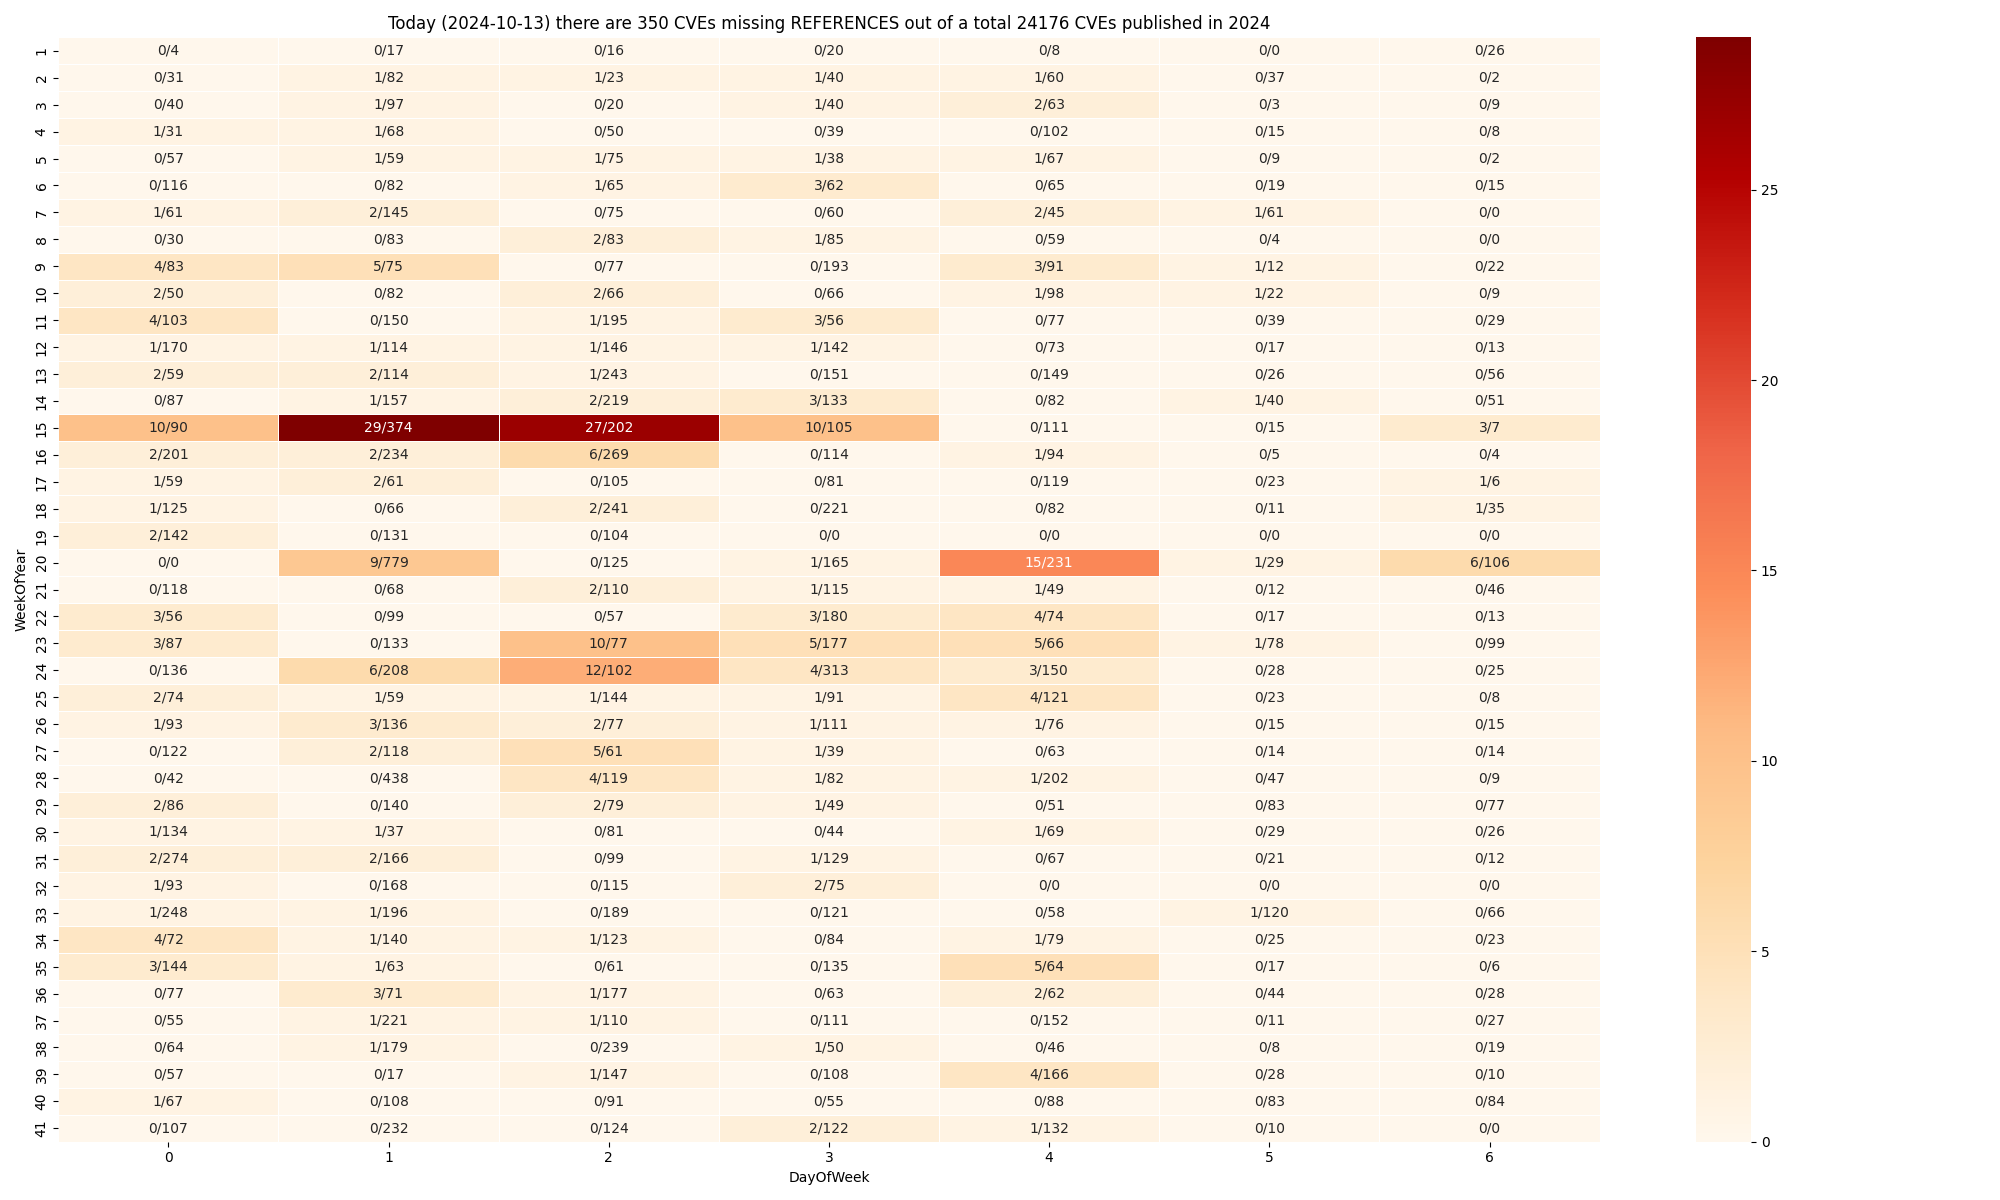 Today (2024-10-13) there are 350 CVEs missing REFERENCES out of a total 24176 CVEs published in 2024
1 0/4 0/17 0/16 0/20 0/8 0/0 0/26
2 0/31 1/82 1/23 1/40 1/60 0/37 0/2
3 0/40 1/97 0/20 1/40 2/63 0/3 0/9
4 1/31 1/68 0/50 0/39 0/102 0/15 0/8
5 0/57 1/59 1/75 1/38 1/67 0/9 0/2
6 0/116 0/82 1/65 3/62 0/65 0/19 0/15
7 1/61 2/145 0/75 0/60 2/45 1/61 0/0
8 0/30 0/83 2/83 1/85 0/59 0/4 0/0
9 4/83 5/75 0/77 0/193 3/91 1/12 0/22
10 2/50 0/82 2/66 0/66 1/98 1/22 0/9
11 4/103 0/150 1/195 3/56 0/77 0/39 0/29
12 1/170 1/114 1/146 1/142 0/73 0/17 0/13
13 2/59 2/114 1/243 0/151 0/149 0/26 0/56
14 0/87 1/157 2/219 3/133 0/82 1/40 0/51
15 10/90 29/374 27/202 10/105 0/111 0/15 3/7
16 2/201 2/234 6/269 0/114 1/94 0/5 0/4
17 1/59 2/61 0/105 0/81 0/119 0/23 1/6
18 1/125 0/66 2/241 0/221 0/82 0/11 1/35
19 2/142 0/131 0/104 0/0 0/0 0/0 0/0
20 0/0 9/779 0/125 1/165 15/231 1/29 6/106
21 0/118 0/68 2/110 1/115 1/49 0/12 0/46
22 3/56 0/99 0/57 3/180 4/74 0/17 0/13
23 3/87 0/133 10/77 5/177 5/66 1/78 0/99
24 0/136 6/208 12/102 4/313 3/150 0/28 0/25
25 2/74 1/59 1/144 1/91 4/121 0/23 0/8
26 1/93 3/136 2/77 1/111 1/76 0/15 0/15
27 0/122 2/118 5/61 1/39 0/63 0/14 0/14
28 0/42 0/438 4/119 1/82 1/202 0/47 0/9
29 2/86 0/140 2/79 1/49 0/51 0/83 0/77
30 1/134 1/37 0/81 0/44 1/69 0/29 0/26
31 2/274 2/166 0/99 1/129 0/67 0/21 0/12
32 1/93 0/168 0/115 2/75 0/0 0/0 0/0
33 1/248 1/196 0/189 0/121 0/58 1/120 0/66
34 4/72 1/140 1/123 0/84 1/79 0/25 0/23
35 3/144 1/63 0/61 0/135 5/64 0/17 0/6
36 0/77 3/71 1/177 0/63 2/62 0/44 0/28
37 0/55 1/221 1/110 0/111 0/152 0/11 0/27
38 0/64 1/179 0/239 1/50 0/46 0/8 0/19
39 0/57 0/17 1/147 0/108 4/166 0/28 0/10
40 1/67 0/108 0/91 0/55 0/88 0/83 0/84
41 0/107 0/232 0/124 2/122 1/132 0/10 0/0
0 1 2 3 4 5 6
DayOfWeek
WeekOfYear
25
20
15
10
5
0